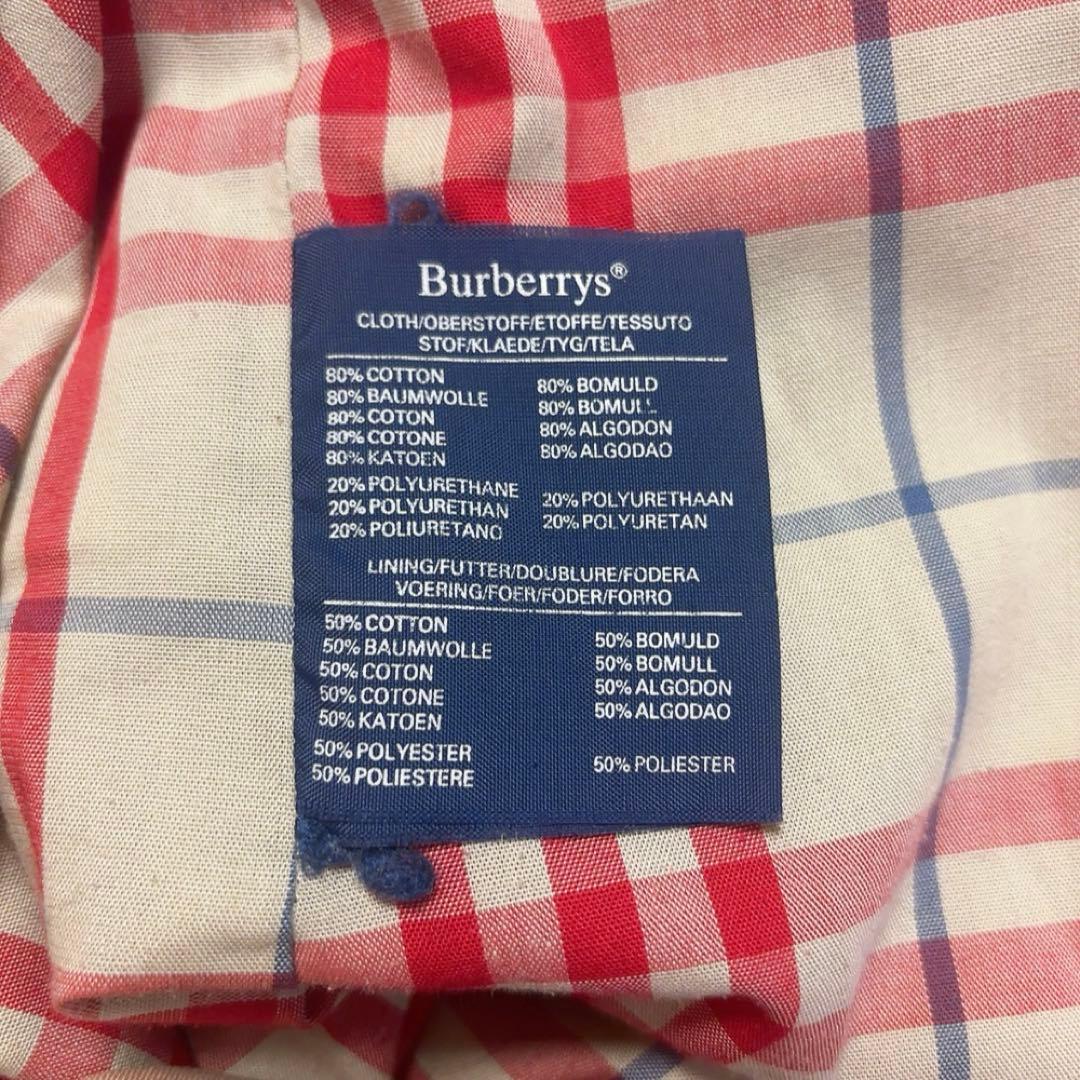 Burberrys®
CLOTH/OBERSTOFF/ETOFFE/TESSUTO
STOF/KLAEDE/TYG/TELA
80% COTTON
80% BAUMWOLLE
80% COTON
80% COTONE
80% KATOEN
80% BOMULD
80% BOMULL
80% ALGODON
80% ALGODAO
20% POLYURETHANE
20% POLYURETHAN
20% POLIURETANO
20% POLYURETHAAN
20% POLYURETAN
LINING/FUTTER/DOUBLURE/FODERA
VOERING/FOER/FODER/FORRO
50% COTTON
50% BAUMWOLLE
50% COTON
50% COTONE
50% KATOEN
50% BOMULD
50% BOMULL
50% ALGODON
50% ALGODAO
50% POLYESTER
50% POLIESTERE
50% POLIESTER